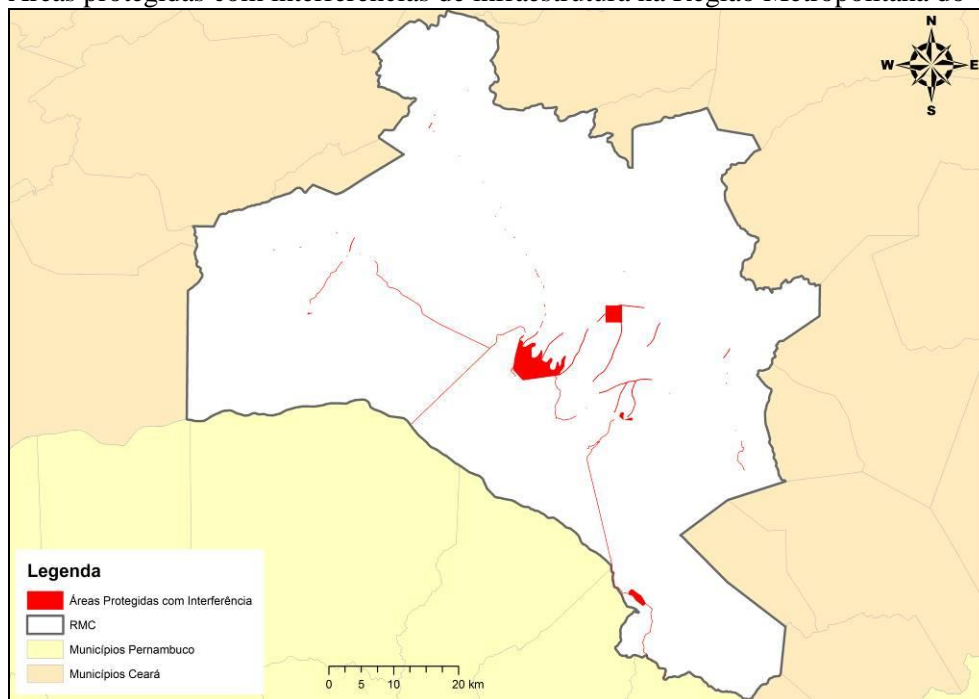 Áreas protegidas com interferências de infraestrutura na Região Metropolitana do
N
W E
S
Legenda
Áreas Protegidas com Interferência
RMC
Municípios Pernambuco
Municípios Ceará
0 5 10 20 km